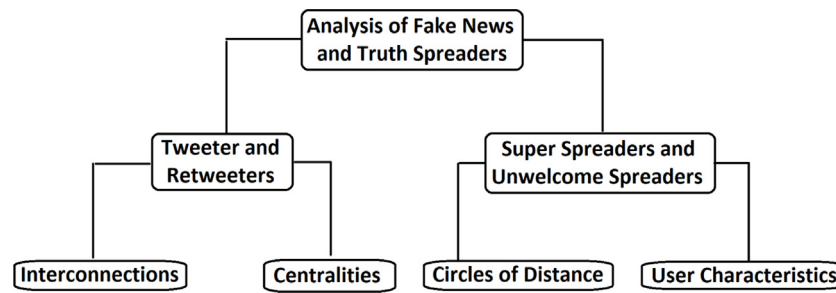 Analysis of Fake News
and Truth Spreaders
Tweeter and
Retweeters
Super Spreaders and
Unwelcome Spreaders
Interconnections
Centralities
Circles of Distance
User Characteristics